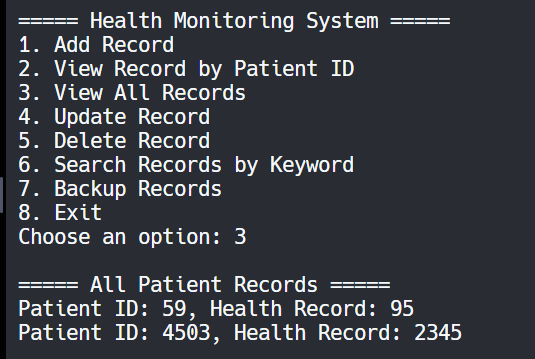 ===== Health Monitoring System =====
1. Add Record
2. View Record by Patient ID
3. View All Records
4. Update Record
5. Delete Record
6. Search Records by Keyword
7. Backup Records
8. Exit
Choose an option: 3
===== All Patient Records =====
Patient ID: 59, Health Record: 95
Patient ID: 4503, Health Record: 2345